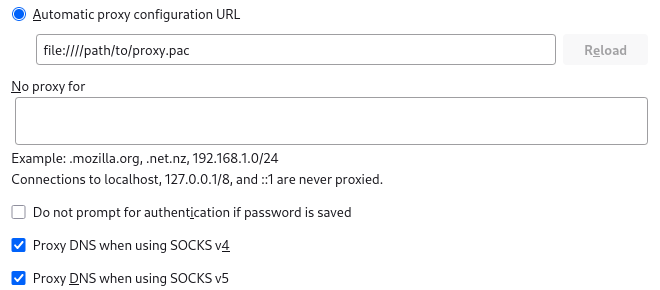 Automatic proxy configuration URL
file:////path/to/proxy.pac
Reload
No proxy for
Example: .mozilla.org, .net.nz, 192.168.1.0/24
Connections to localhost, 127.0.0.1/8, and ::1 are never proxied.
Do not prompt for authentication if password is saved
Proxy DNS when using SOCKS v4
Proxy DNS when using SOCKS v5